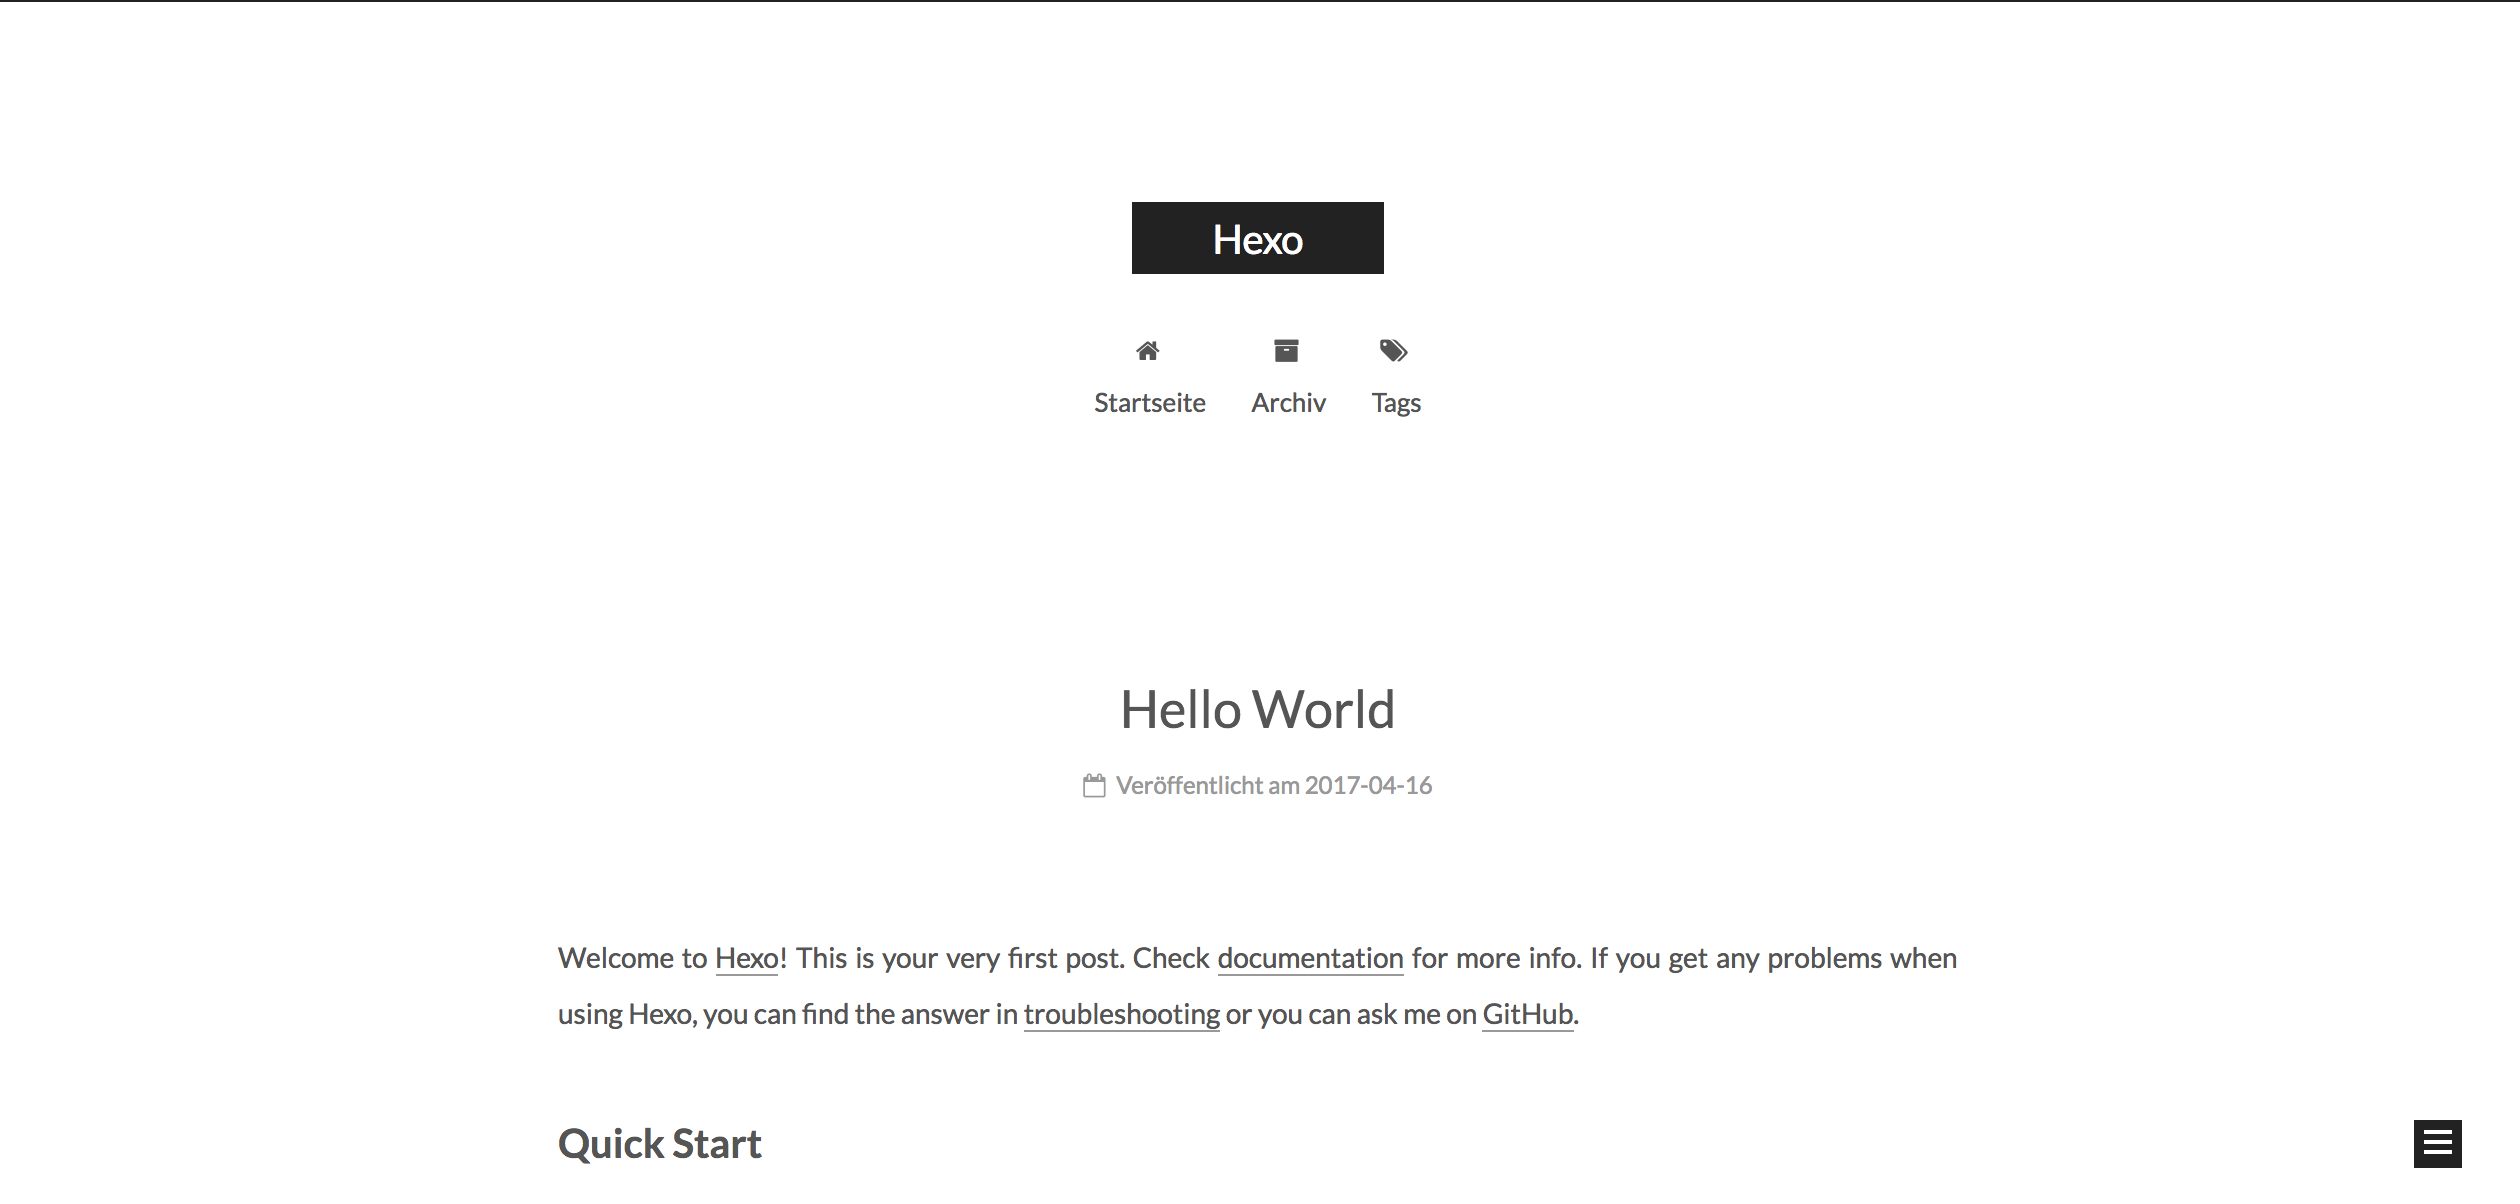 Hexo
Startseite Archiv Tags
Hello World
Veröffentlicht am 2017-04-16
Welcome to Hexo! This is your very first post. Check documentation for more info. If you get any problems when
using Hexo, you can find the answer in troubleshooting or you can ask me on GitHub.
Quick Start